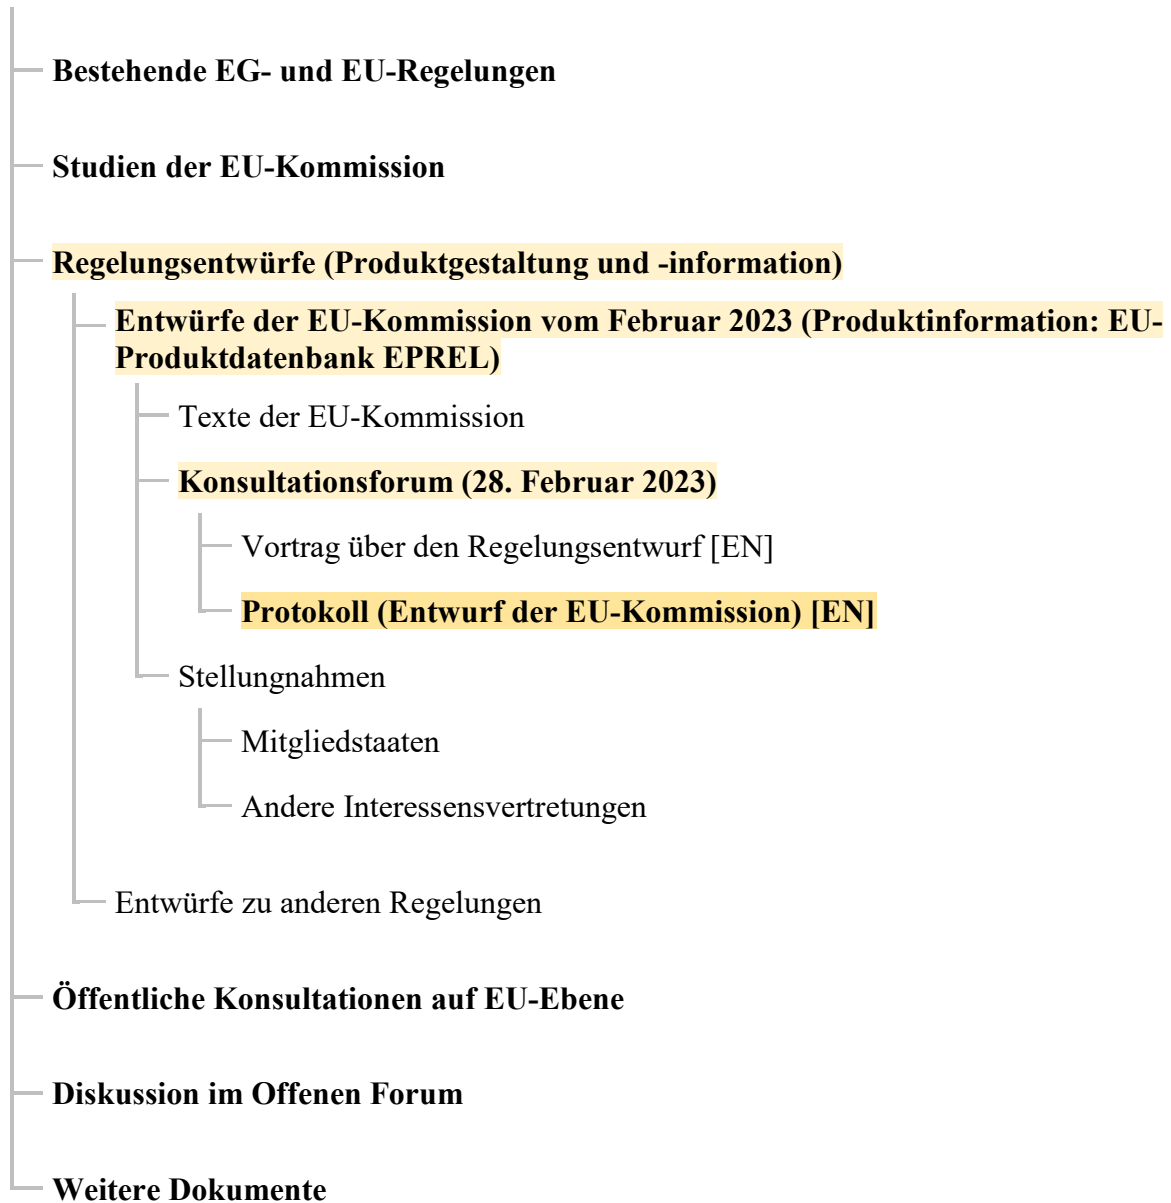 Bestehende EG- und EU-Regelungen
Studien der EU-Kommission
Regelungsentwürfe (Produktgestaltung und -information)
Entwürfe der EU-Kommission vom Februar 2023 (Produktinformation: EU-
Produktdatenbank EPREL)
Texte der EU-Kommission
Konsultationsforum (28. Februar 2023)
Vortrag über den Regelungsentwurf [EN]
Protokoll (Entwurf der EU-Kommission) [EN]
Stellungnahmen
Mitgliedstaaten
Andere Interessensvertretungen
Entwürfe zu anderen Regelungen
Öffentliche Konsultationen auf EU-Ebene
Diskussion im Offenen Forum
Weitere Dokumente